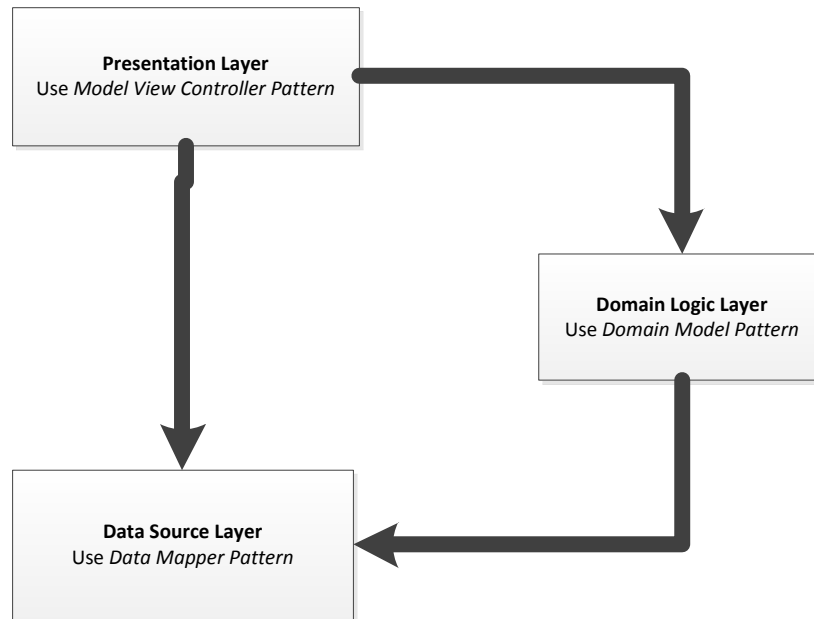 Presentation Layer
Use Model View Controller Pattern
Domain Logic Layer
Use Domain Model Pattern
Data Source Layer
Use Data Mapper Pattern